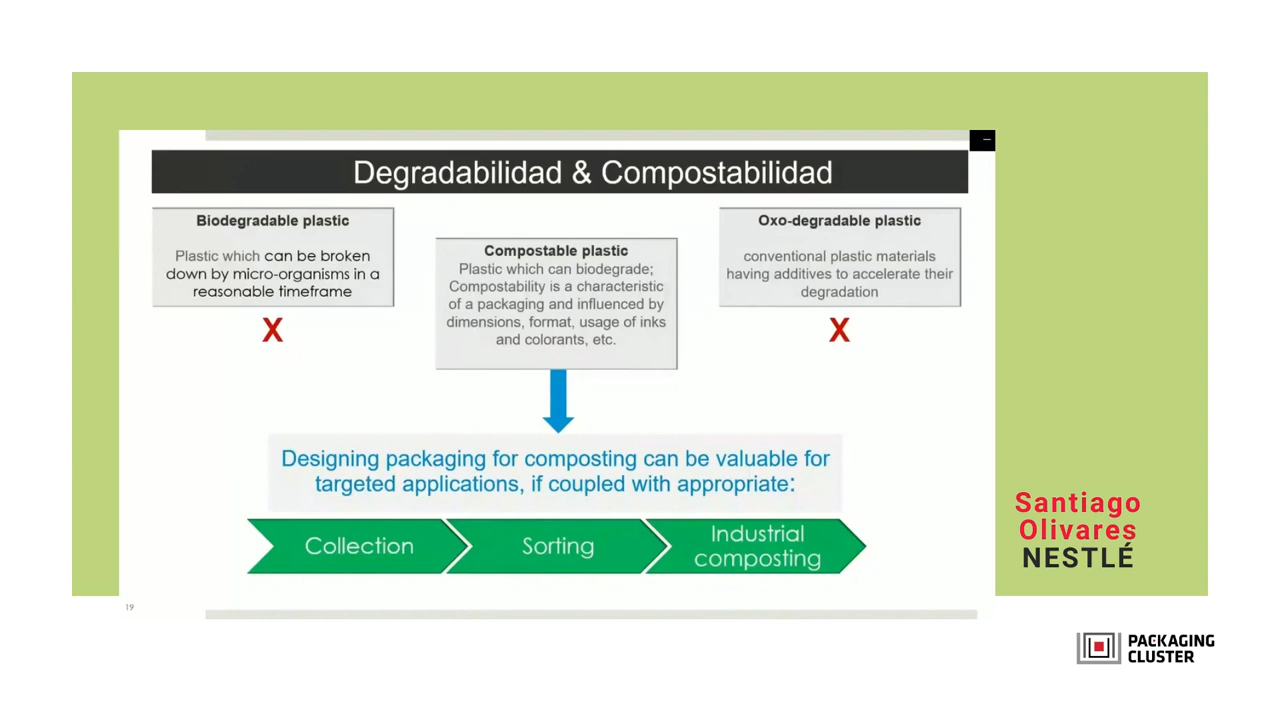 Degradabilidad & Compostabilidad
Biodegradable plastic
Plastic which can be broken
down by micro-organisms in a
reasonable timeframe
X
Compostable plastic
Plastic which can biodegrade;
Compostability is a characteristic
of a packaging and influenced by
dimensions, format, usage of inks
and colorants, etc.
Oxo-degradable plastic
conventional plastic materials
having additives to accelerate their
degradation
X
Designing packaging for composting can be valuable for
targeted applications, if coupled with appropriate:
Collection
Sorting
Industrial
composting
19
Santiago
Olivares
NESTLÉ
PACKAGING
CLUSTER